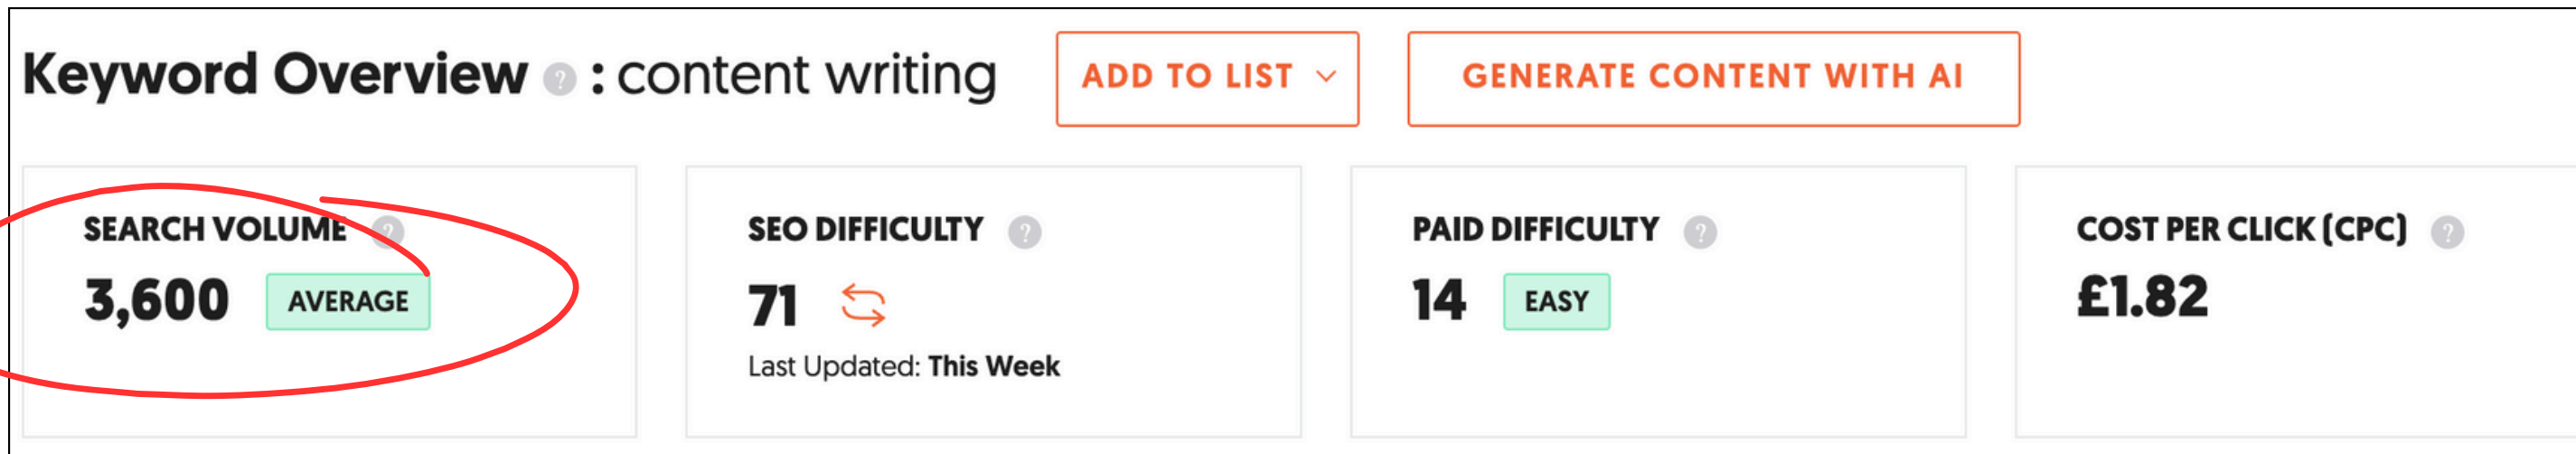 Keyword Overview ? : content writing
ADD TO LIST
GENERATE CONTENT WITH AI
SEARCH VOLUME ?
3,600 AVERAGE
SEO DIFFICULTY ?
71
Last Updated: This Week
PAID DIFFICULTY ?
14 EASY
COST PER CLICK (CPC) ?
£1.82